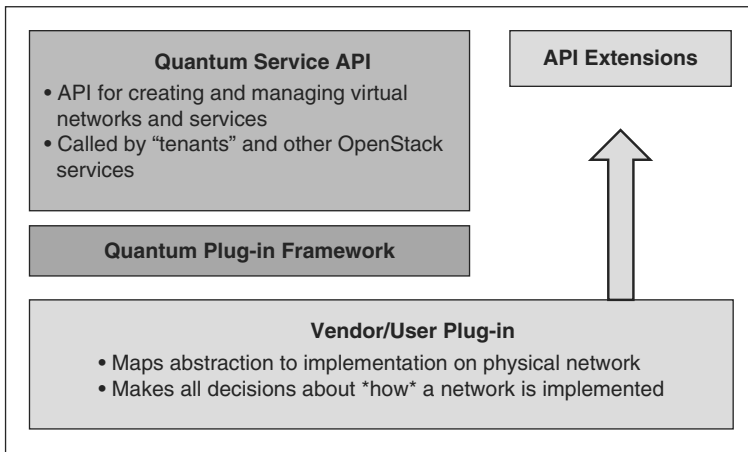 Quantum Service API
• API for creating and managing virtual
networks and services
• Called by “tenants” and other OpenStack
services
API Extensions
Quantum Plug-in Framework
Vendor/User Plug-in
• Maps abstraction to implementation on physical network
• Makes all decisions about *how* a network is implemented